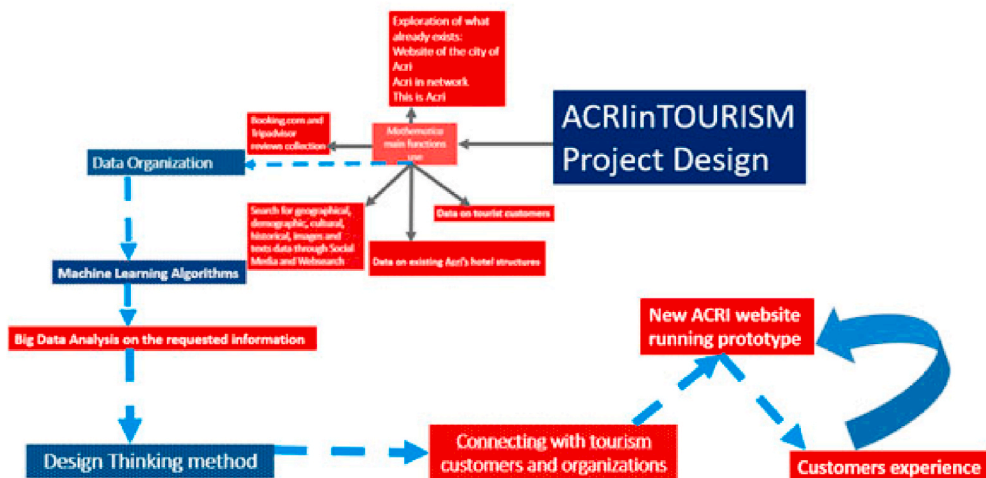 Exploration of what
already exists:
Website of the city of
Acri
Acri in network
This is Acri
ACRIinTOURISM
Project Design
Booking.com and
Tripadvisor
reviews collection
Mathematica
main functions
use
Data Organization
Search for geographical,
demographic, cultural,
historical, images and
texts data through Social
Media and Websearch
Data on tourist customers
Data on existing Acri's hotel structures
Machine Learning Algorithms
Big Data Analysis on the requested information
New ACRI website
running prototype
Design Thinking method
Connecting with tourism
customers and organizations
Customers experience